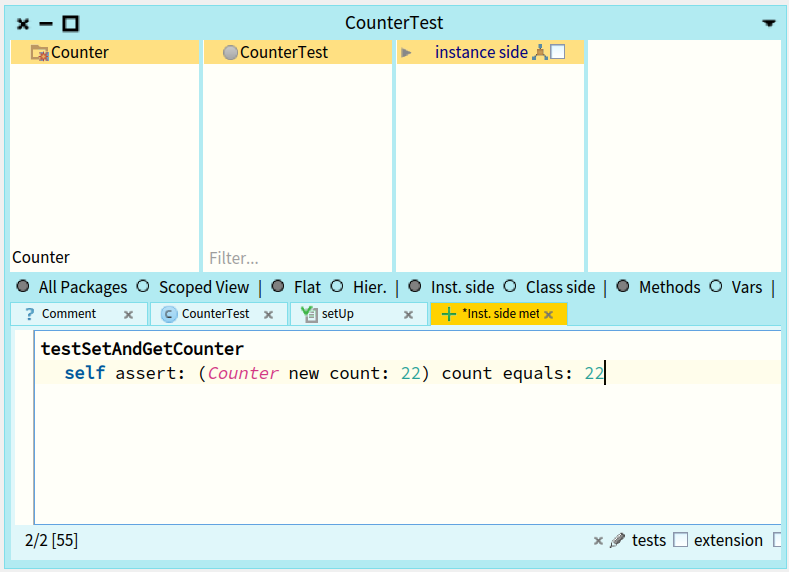 CounterTest
Counter
CounterTest
instance side
Counter
Filter...
All Packages Scoped View | Flat Hier. | Inst. side Class side | Methods Vars |
? Comment CounterTest setUp *Inst. side met
testSetAndGetCounter
self assert: (Counter new count: 22) count equals: 22
2/2 [55] tests extension